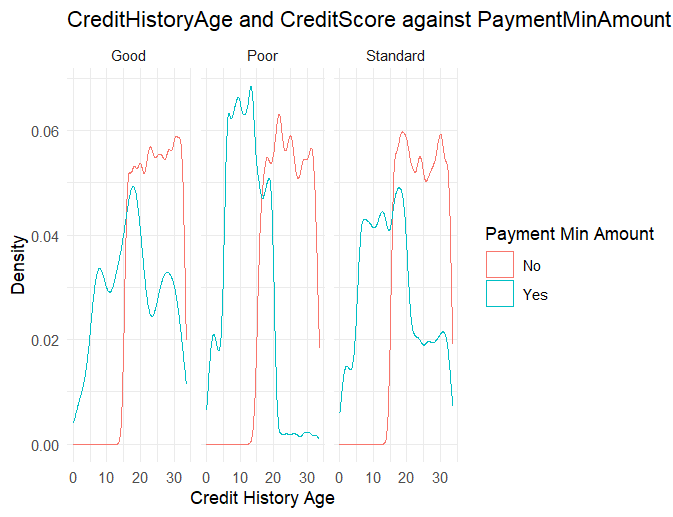 CreditHistoryAge and CreditScore against PaymentMinAmount
Good Poor Standard
0.06
0.04
0.02
0.00
Density
0 10 20 30 0 10 20 30 0 10 20 30
Credit History Age
Payment Min Amount
No
Yes